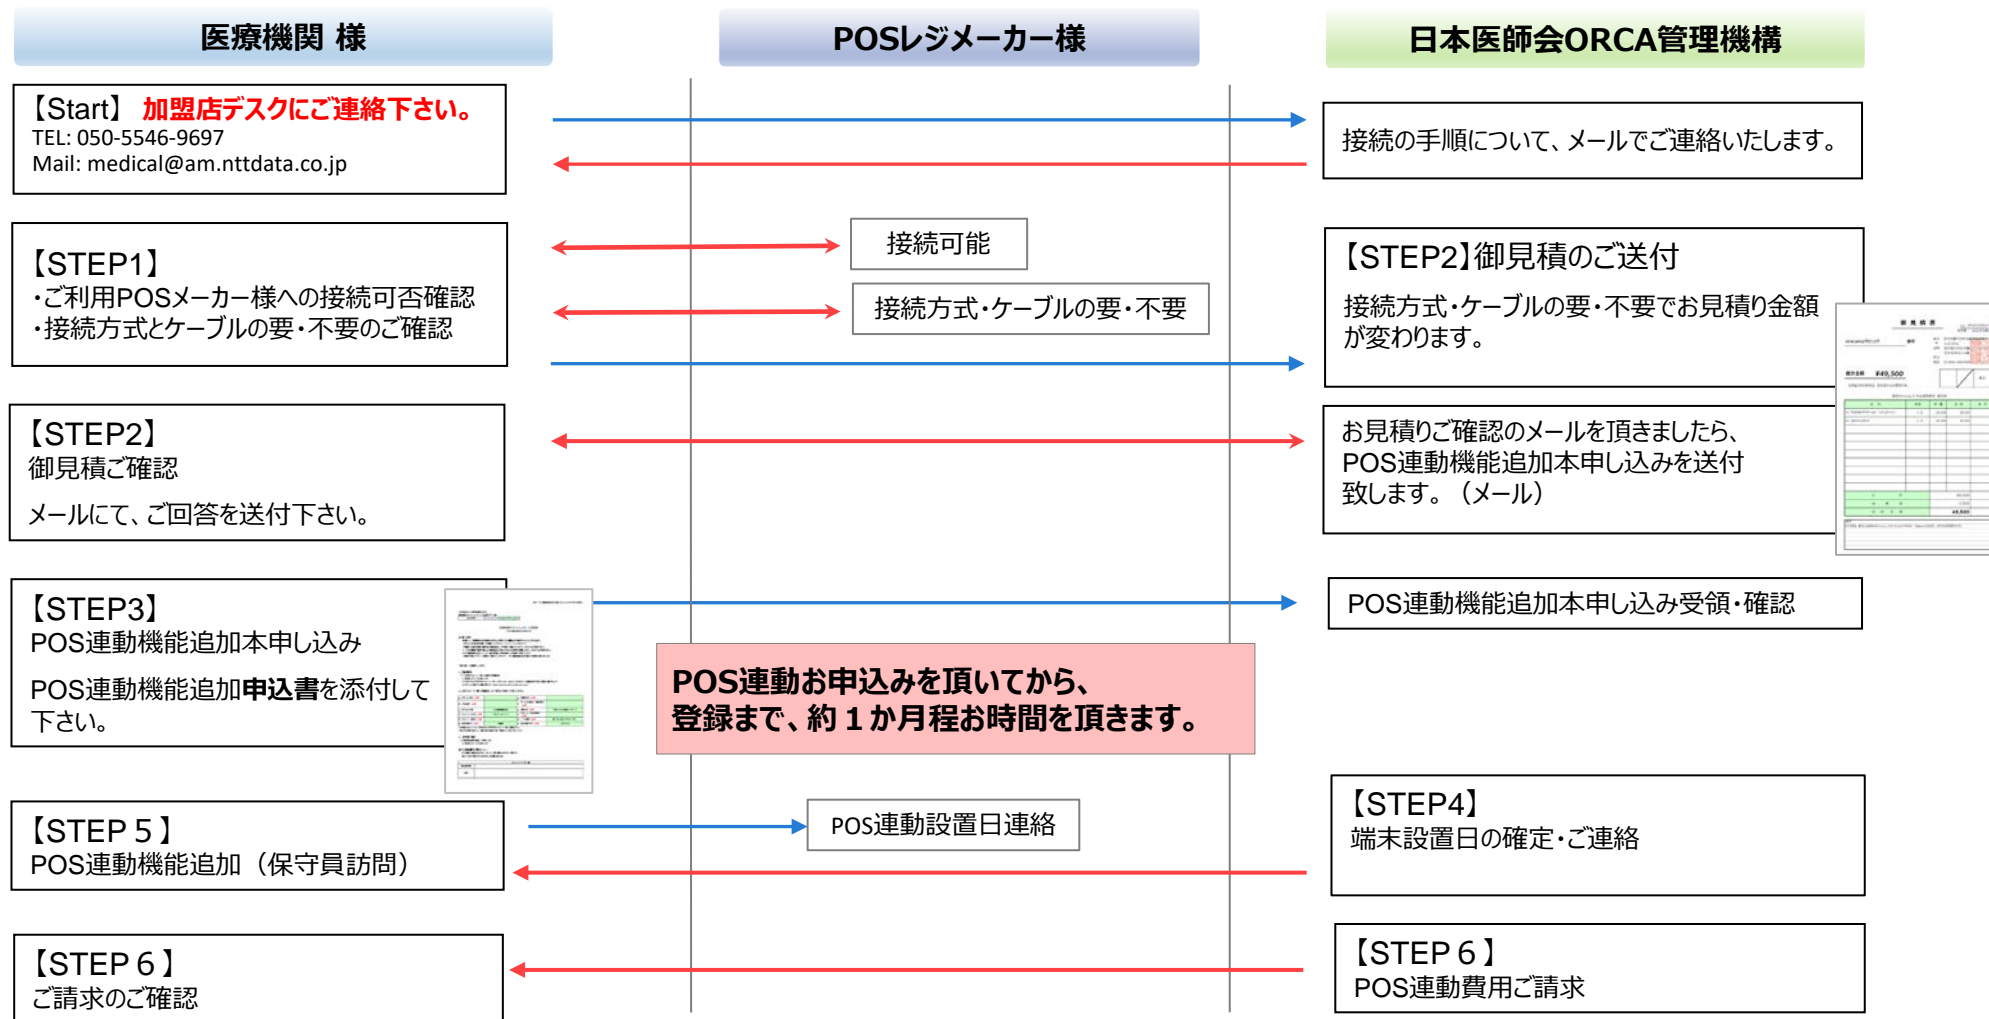 医療機関 様
POSレジメーカー様
日本医師会ORCA管理機構
【Start】 加盟店デスクにご連絡下さい。
TEL: 050-5546-9697
Mail: medical@am.nttdata.co.jp
接続の手順について、メールでご連絡いたします。
【STEP1】
・ご利用POSメーカー様への接続可否確認
・接続方式とケーブルの要・不要のご確認
接続可能
接続方式・ケーブルの要・不要
【STEP2】御見積のご送付
接続方式・ケーブルの要・不要でお見積り金額
が変わります。
御見積書
¥49,500
49,500
【STEP2】
御見積ご確認
メールにて、ご回答を送付下さい。
お見積りご確認のメールを頂きましたら、
POS連動機能追加本申し込みを送付
致します。（メール）
【STEP3】
POS連動機能追加本申し込み
POS連動機能追加申込書を添付して
下さい。
POS連動機能追加本申し込み受領・確認
POS連動お申込みを頂いてから、
登録まで、約１か月程お時間を頂きます。
【STEP５】
POS連動機能追加（保守員訪問）
POS連動設置日連絡
【STEP4】
端末設置日の確定・ご連絡
【STEP６】
ご請求のご確認
【STEP６】
POS連動費用ご請求